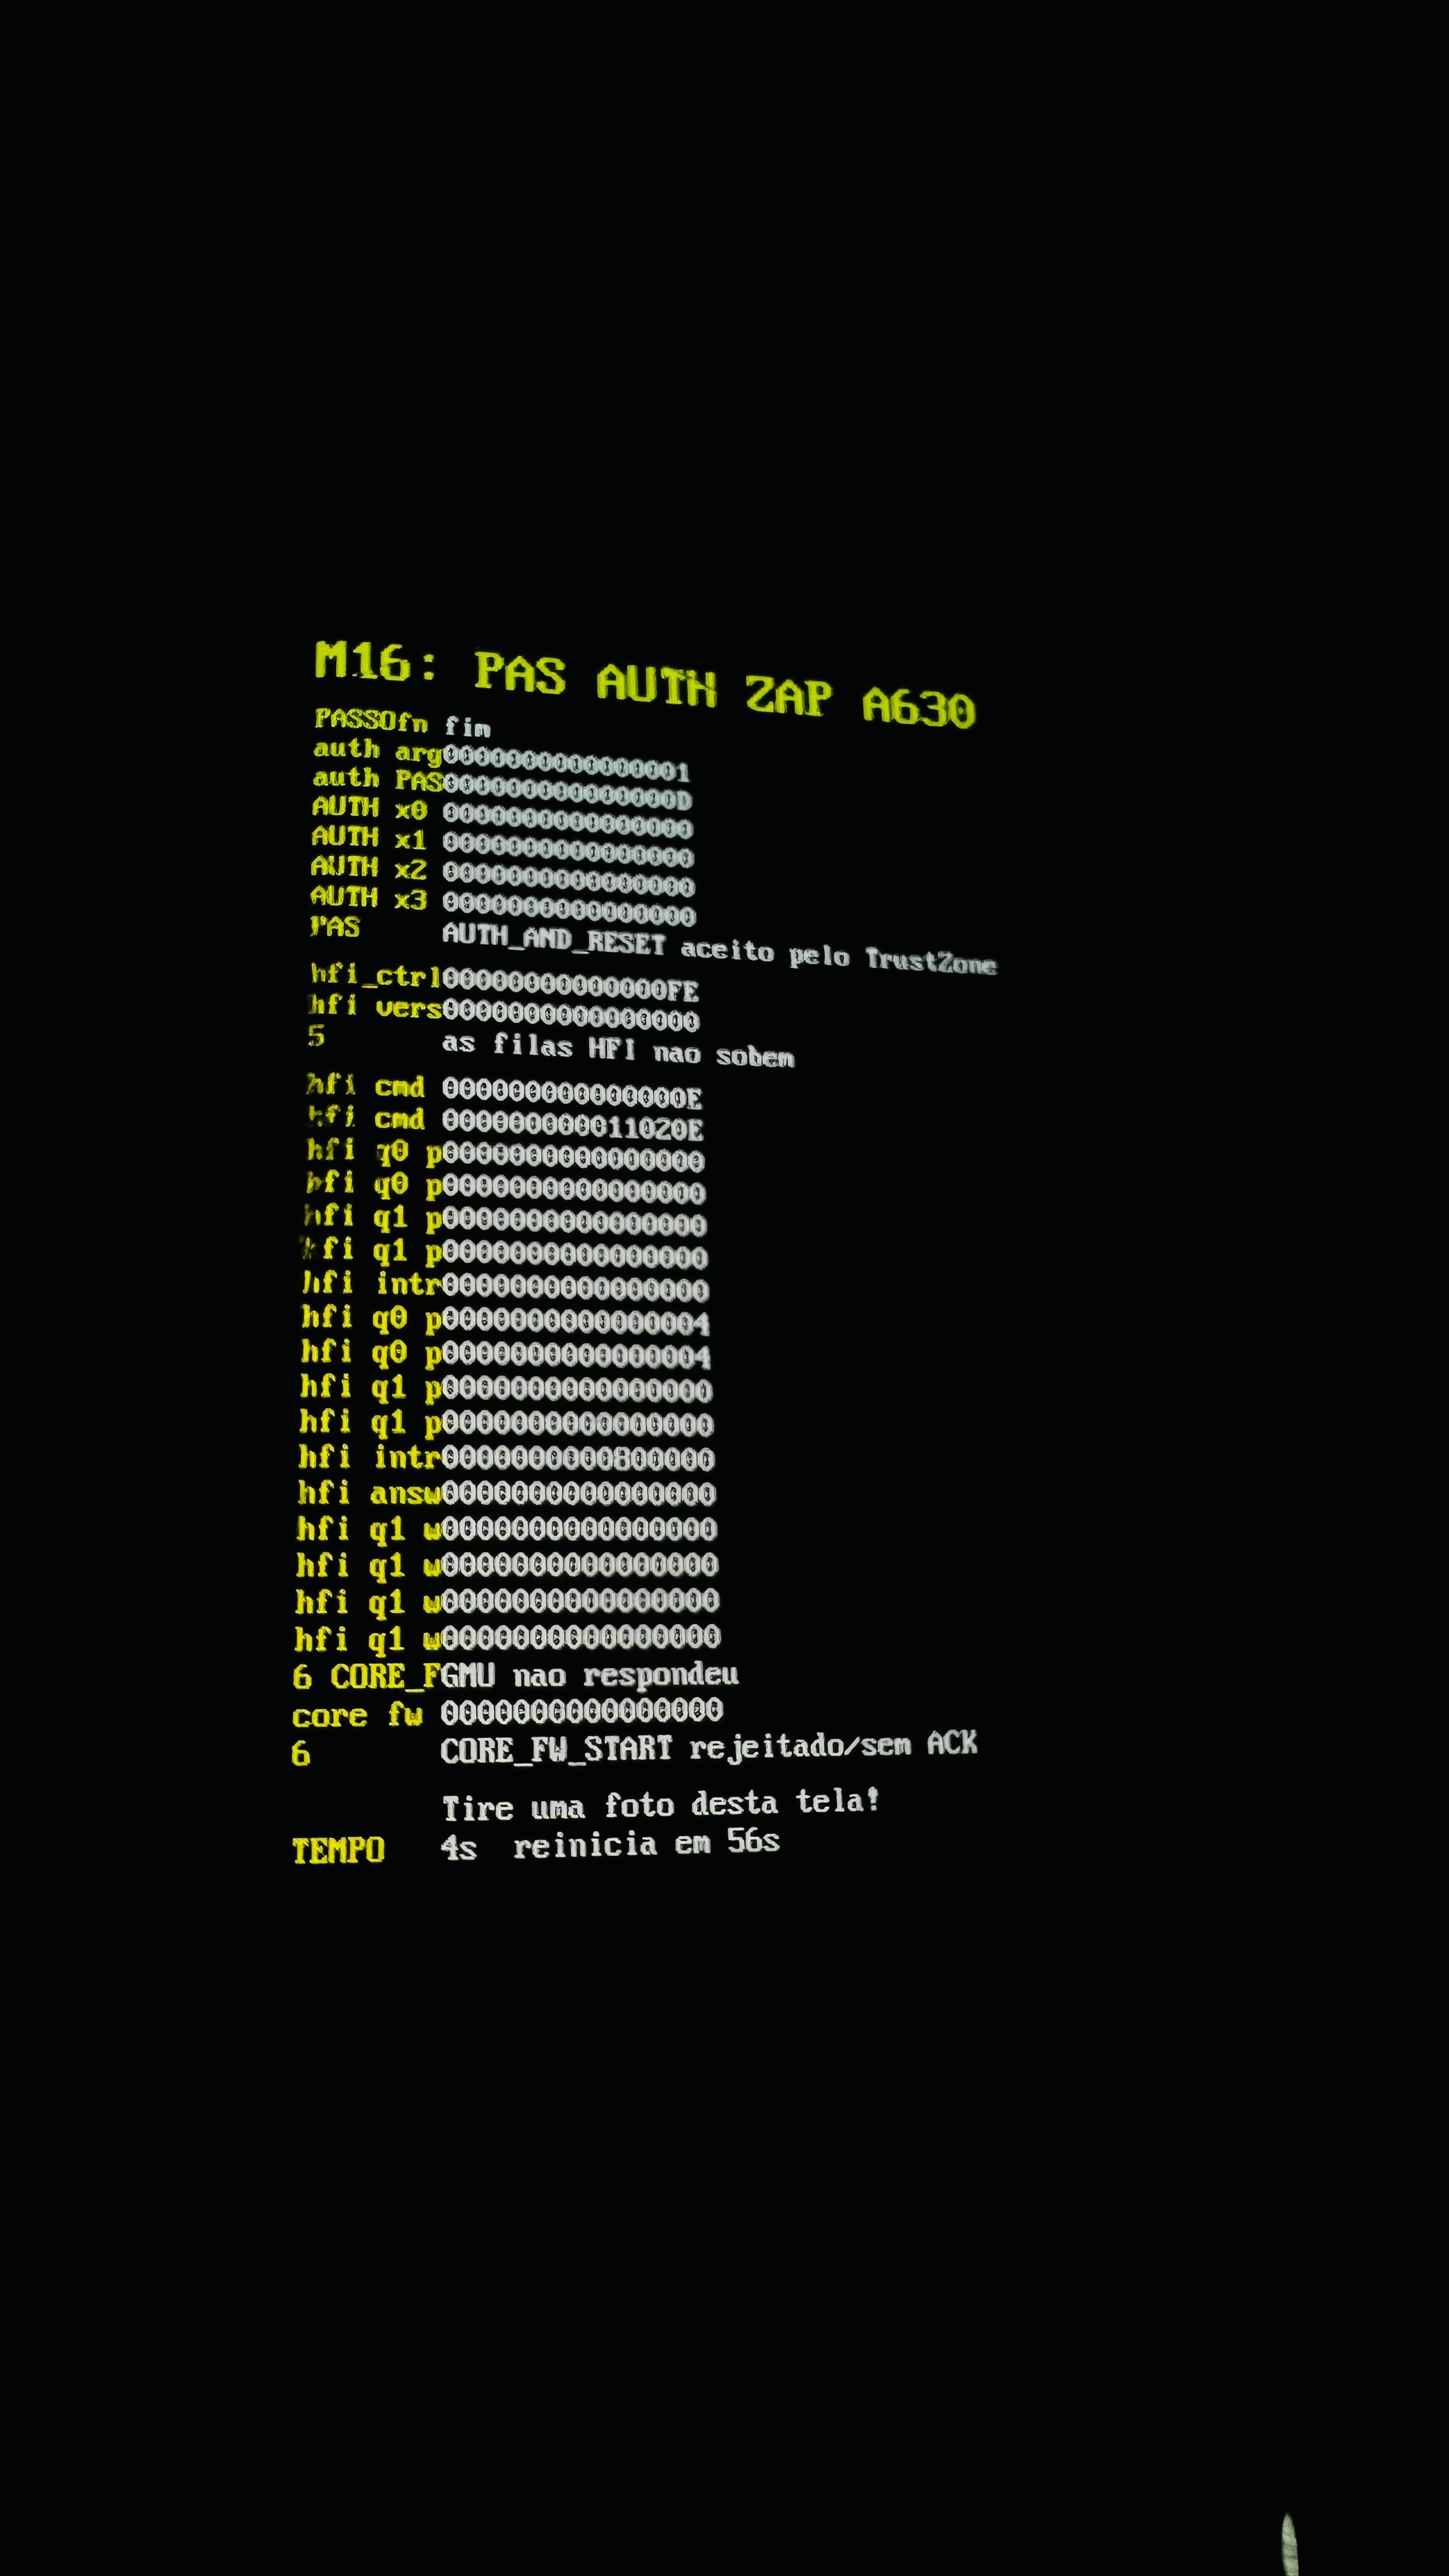 M16: PAS AUTH ZAP A630
PASSOfn fim
auth arg0000000000000001
auth PAS000000000000000D
AUTH x0 0000000000000000
AUTH x1 0000000000000000
AUTH x2 0000000000000000
AUTH x3 0000000000000000
PAS AUTH_AND_RESET aceito pelo TrustZone
hfi_ctrl00000000000000FE
hfi vers0000000000000000
5 as filas HFI nao sobem
hfi cmd 000000000000000E
hfi cmd 000000000011020E
hfi q0 p0000000000000000
hfi q0 p0000000000000000
hfi q1 p0000000000000000
hfi q1 p0000000000000000
hfi intr0000000000000000
hfi q0 p0000000000000004
hfi q0 p0000000000000004
hfi q1 p0000000000000000
hfi q1 p0000000000000000
hfi intr0000000000800000
hfi answ0000000000000000
hfi q1 w0000000000000000
hfi q1 w0000000000000000
hfi q1 w0000000000000000
hfi q1 w0000000000000000
6 CORE_FGMU nao respondeu
core fw 0000000000000000
6 CORE_FW_START rejeitado/sem ACK
Tire uma foto desta tela!
TEMPO 4s reinicia em 56s